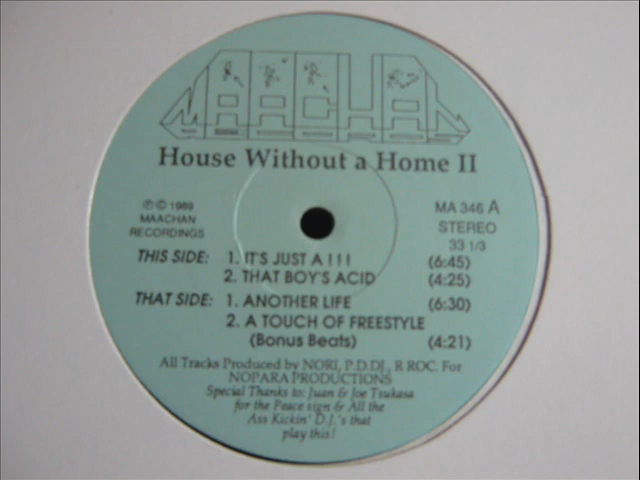 MAACHAN
House Without a Home II
℗ © 1989
MAACHAN
RECORDINGS
MA 346 A
STEREO
33 1/3
THIS SIDE: 1. IT'S JUST A ! ! ! (6:45)
2. THAT BOY'S ACID (4:25)
THAT SIDE: 1. ANOTHER LIFE (6:30)
2. A TOUCH OF FREESTYLE
(Bonus Beats) (4:21)
All Tracks Produced by NORI, P.D.DJ., R ROC. For
NOPARA PRODUCTIONS
Special Thanks to: Juan & Joe Tsukasa
for the Peace sign & All the
Ass Kickin' D.J.'s that
play this!